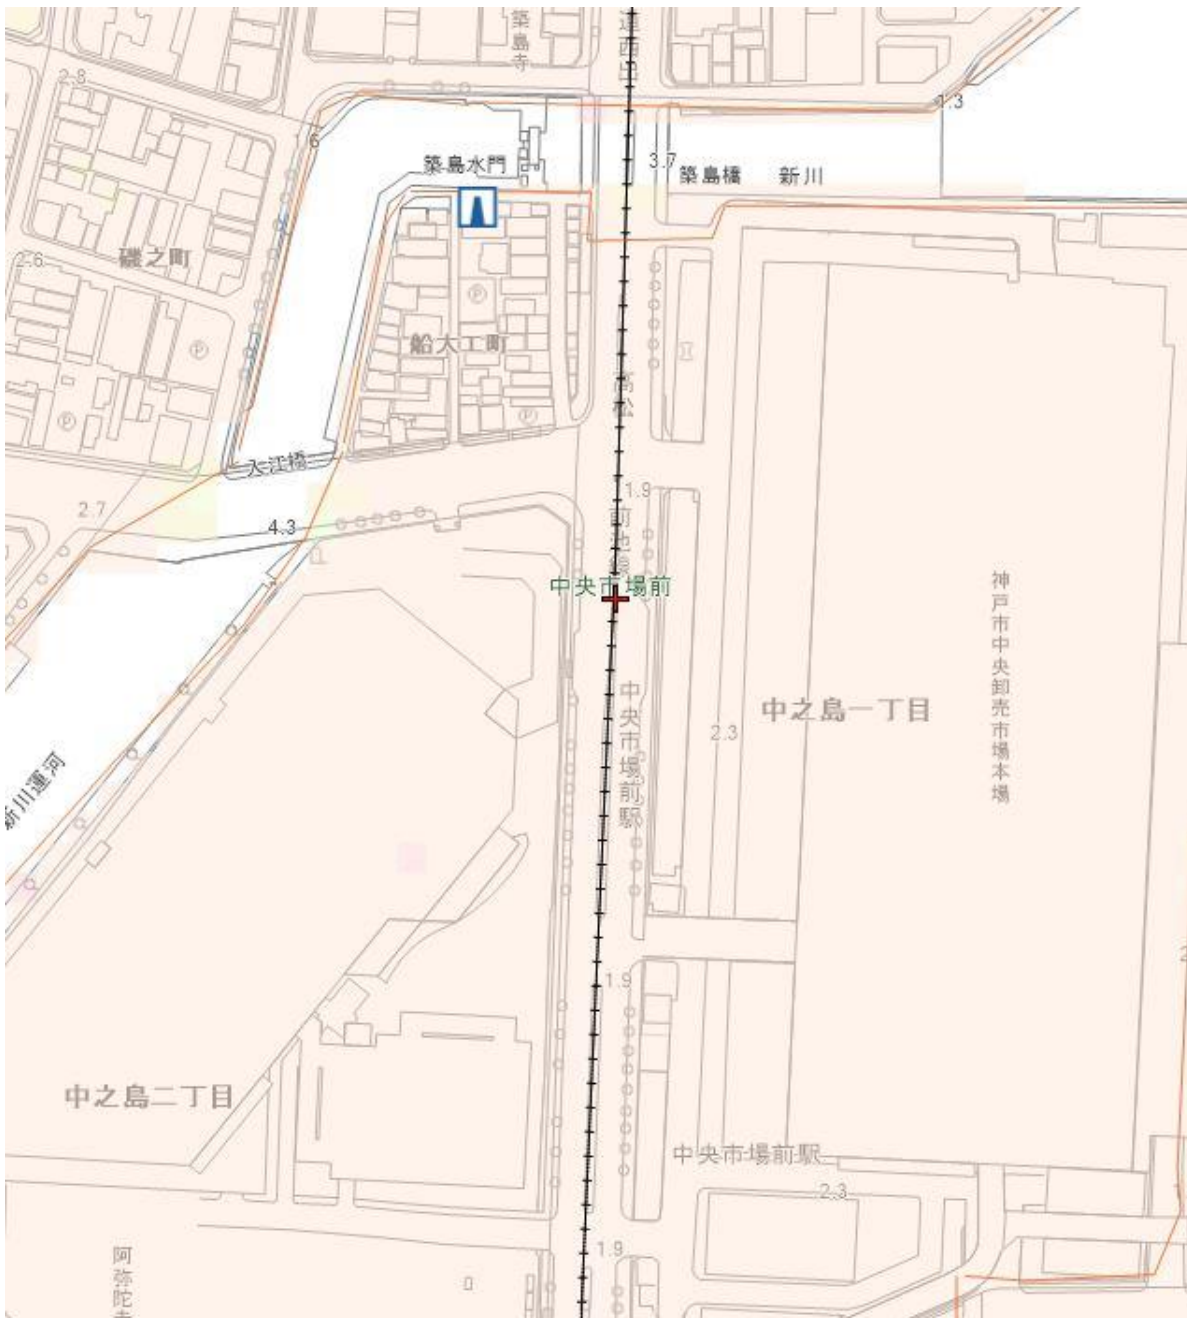 築島寺
道西出
2.8
1.6
1.3
築島水門
3.7
築島橋
新川
磯之町
2.6
P
船大工町
P
高松
P
P
入江橋
2.7
1.9
4.3
前池線
中央市場前
神戸市中央卸売市場本場
中央市場前駅
中之島一丁目
2.3
新川運河
1.9
中之島二丁目
中央市場前駅
2.3
1.9
阿弥陀寺